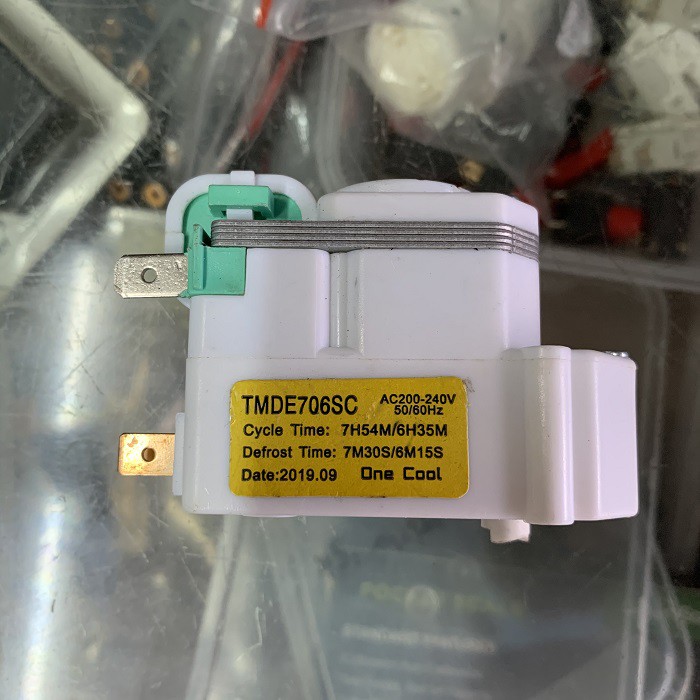 TMDE706SC AC200-240V
50/60Hz
Cycle Time: 7H54M/6H35M
Defrost Time: 7M30S/6M15S
Date:2019.09 One Cool